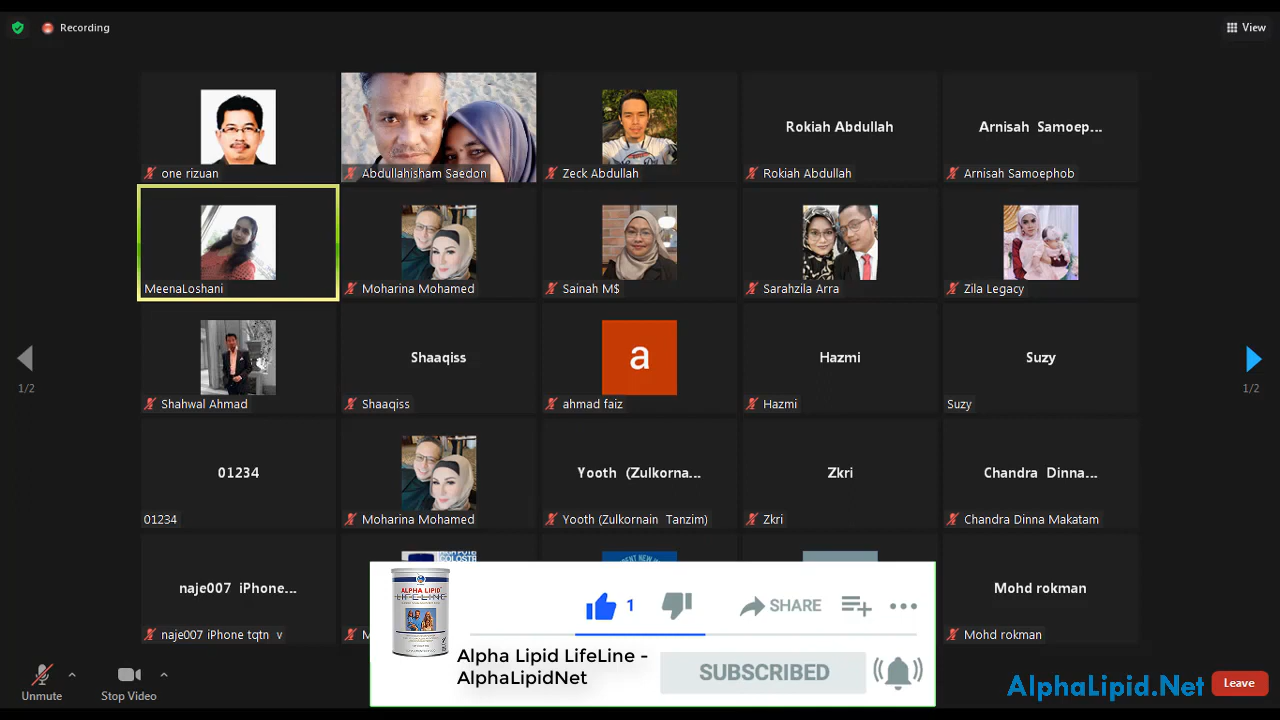 Recording
View
one rizuan
Abdullahisham Saedon
Zeck Abdullah
Rokiah Abdullah
Rokiah Abdullah
Arnisah Samoep...
Arnisah Samoephob
MeenaLoshani
Moharina Mohamed
Sainah M$
Sarahzila Arra
Zila Legacy
Shahwal Ahmad
Shaaqiss
Shaaqiss
a
ahmad faiz
Hazmi
Hazmi
Suzy
Suzy
1/2
1/2
01234
01234
Moharina Mohamed
Yooth (Zulkorna...
Yooth (Zulkornain Tanzim)
Zkri
Zkri
Chandra Dinna...
Chandra Dinna Makatam
naje007 iPhone...
naje007 iPhone tqtn v
Mohd rokman
Mohd rokman
ALPHA LIPID
LIFELINE
1
SHARE
Alpha Lipid LifeLine -
AlphaLipidNet
SUBSCRIBED
Unmute
Stop Video
AlphaLipid.Net
Leave